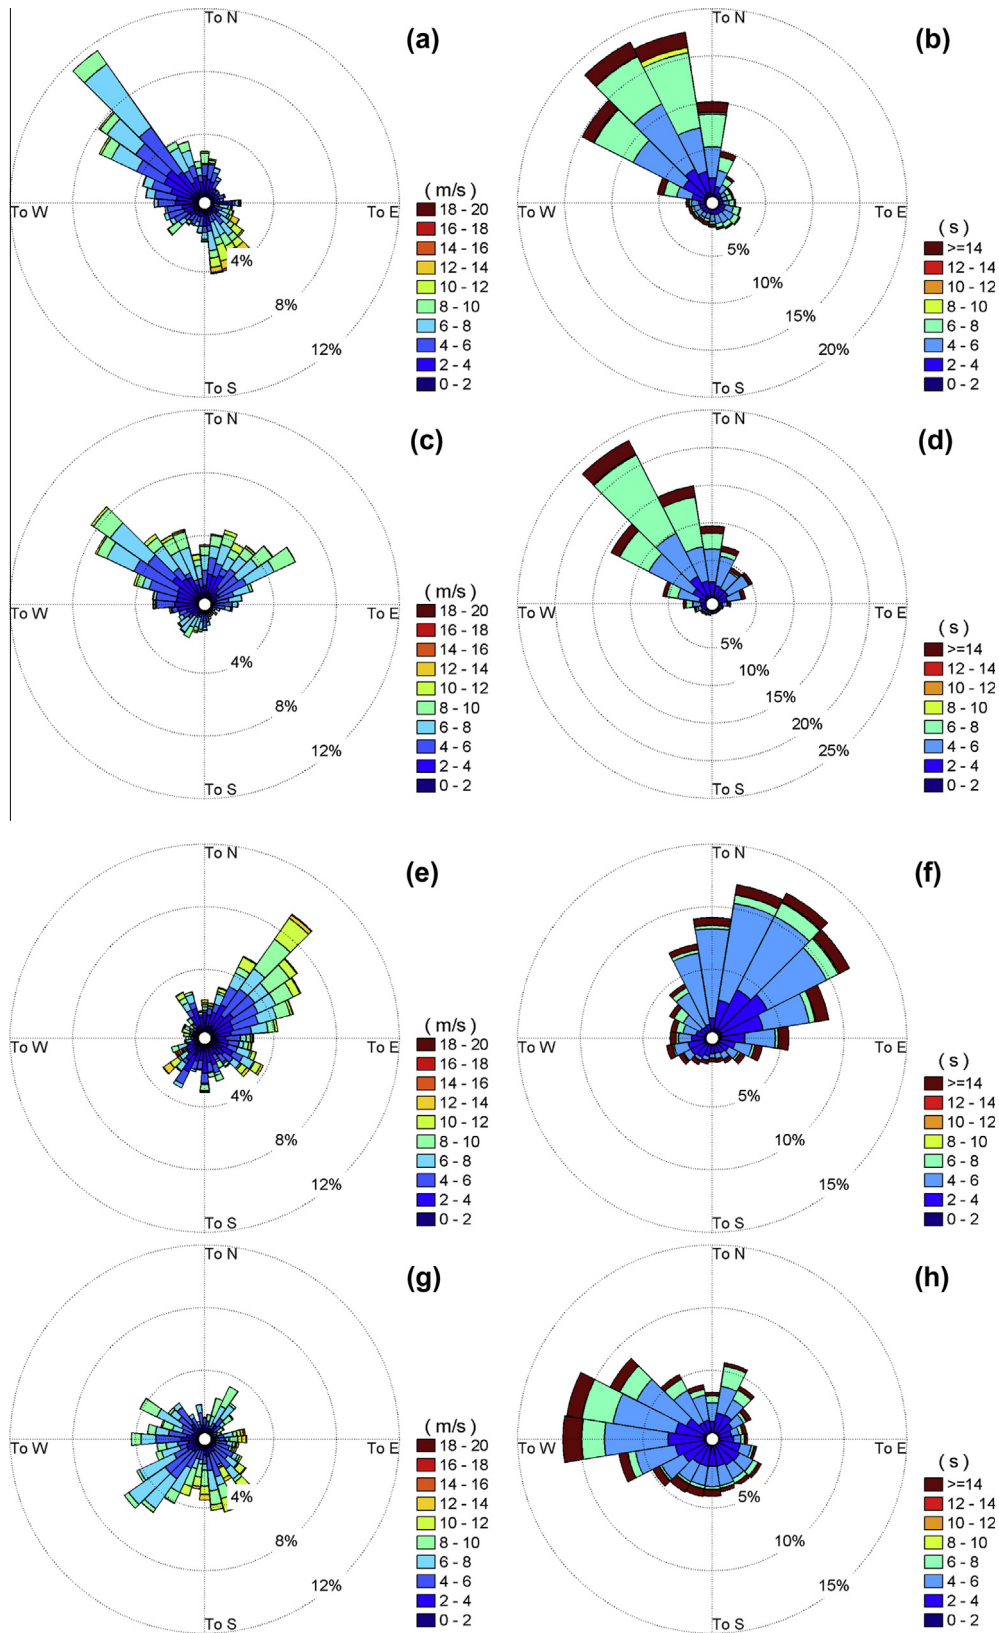 To N
(a)
( m/s )
18 - 20
16 - 18
14 - 16
12 - 14
10 - 12
8 - 10
6 - 8
4 - 6
2 - 4
0 - 2
To W
To E
4%
8%
12%
To S
To N
(b)
( s )
>=14
12 - 14
10 - 12
8 - 10
6 - 8
4 - 6
2 - 4
0 - 2
To W
To E
5%
10%
15%
20%
To S
To N
(c)
( m/s )
18 - 20
16 - 18
14 - 16
12 - 14
10 - 12
8 - 10
6 - 8
4 - 6
2 - 4
0 - 2
To W
To E
4%
8%
12%
To S
To N
(d)
( s )
>=14
12 - 14
10 - 12
8 - 10
6 - 8
4 - 6
2 - 4
0 - 2
To W
To E
5%
10%
15%
20%
25%
To S
To N
(e)
( m/s )
18 - 20
16 - 18
14 - 16
12 - 14
10 - 12
8 - 10
6 - 8
4 - 6
2 - 4
0 - 2
To W
To E
4%
8%
12%
To S
To N
(f)
( s )
>=14
12 - 14
10 - 12
8 - 10
6 - 8
4 - 6
2 - 4
0 - 2
To W
To E
5%
10%
15%
To S
To N
(g)
( m/s )
18 - 20
16 - 18
14 - 16
12 - 14
10 - 12
8 - 10
6 - 8
4 - 6
2 - 4
0 - 2
To W
To E
4%
8%
12%
To S
To N
(h)
( s )
>=14
12 - 14
10 - 12
8 - 10
6 - 8
4 - 6
2 - 4
0 - 2
To W
To E
5%
10%
15%
To S